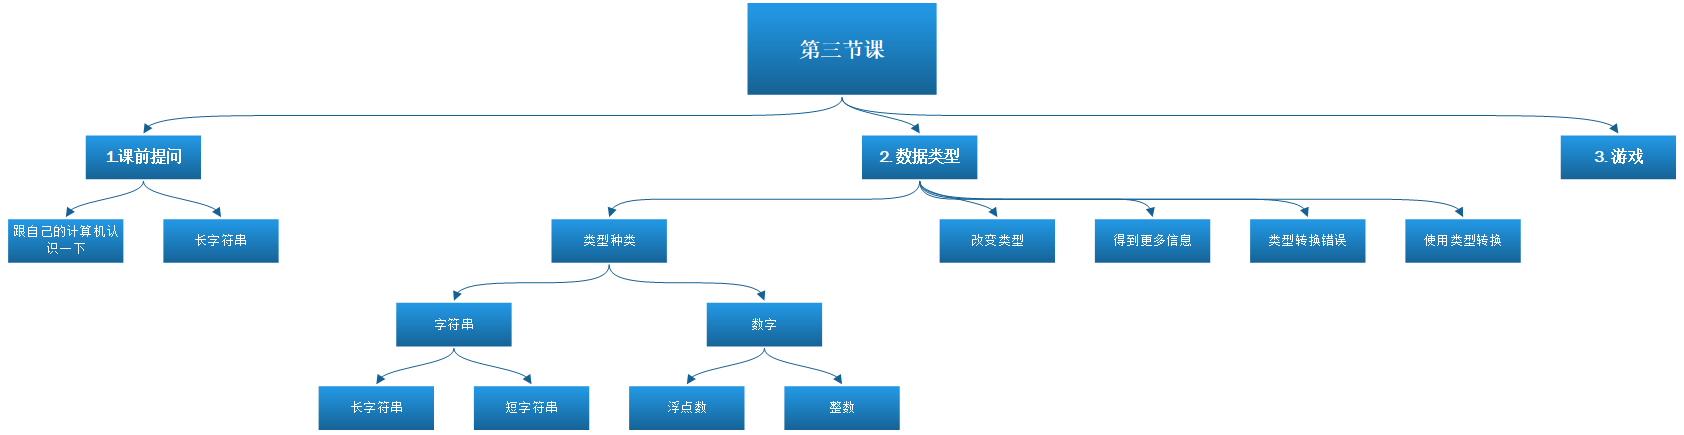 第三节课
1.课前提问
2. 数据类型
3. 游戏
跟自己的计算机认
识一下
长字符串
类型种类
改变类型
得到更多信息
类型转换错误
使用类型转换
字符串
数字
长字符串
短字符串
浮点数
整数